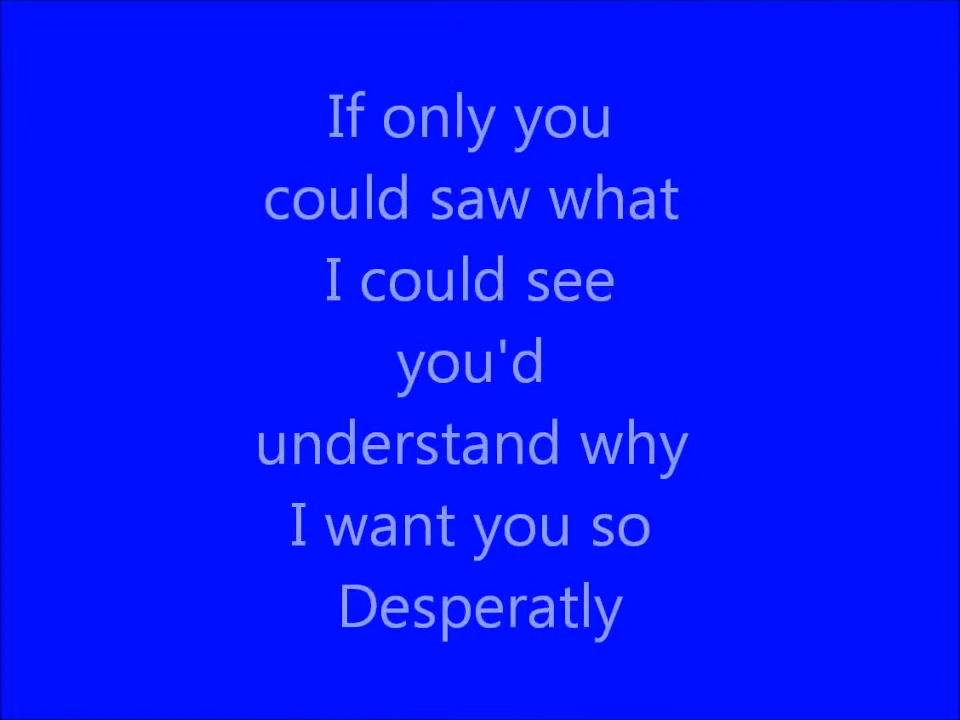 If only you
could saw what
I could see
you'd
understand why
I want you so
Desperatly